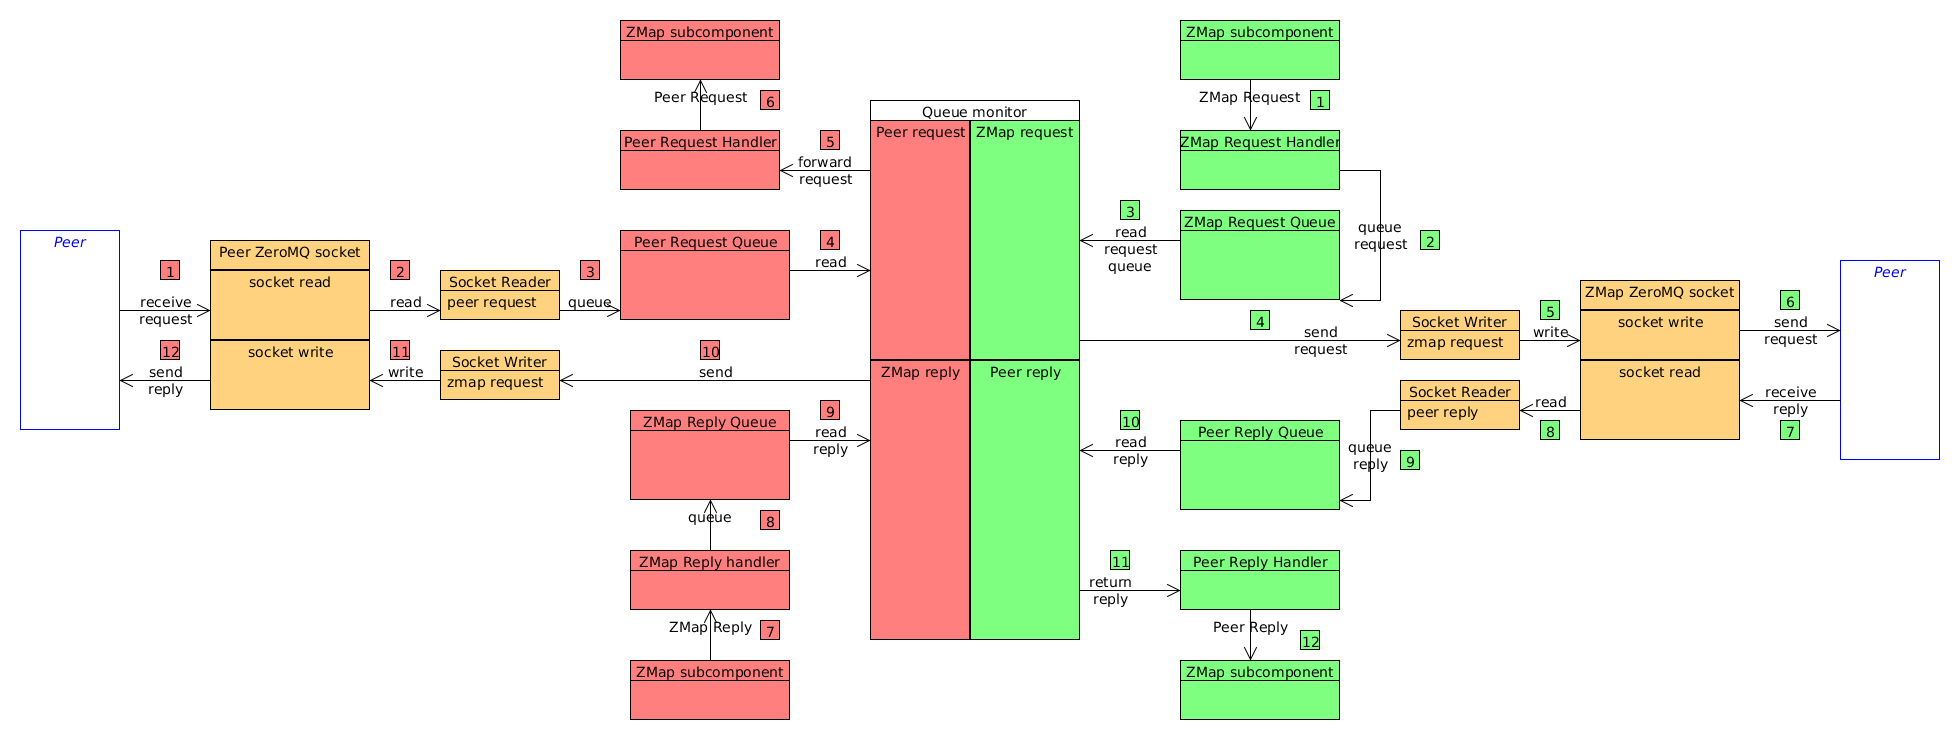 ZMap subcomponent
Peer Request
6
Peer Request Handler
5
forward
request
Queue monitor
Peer request
ZMap request
ZMap reply
Peer reply
ZMap subcomponent
ZMap Request
1
ZMap Request Handler
queue
request
2
ZMap Request Queue
3
read
request
queue
Peer
1
receive
request
12
send
reply
Peer ZeroMQ socket
socket read
socket write
2
read
11
write
Socket Reader
peer request
Socket Writer
zmap request
3
queue
Peer Request Queue
4
read
10
send
ZMap Reply Queue
9
read
reply
queue
8
ZMap Reply handler
ZMap Reply
7
ZMap subcomponent
4
send
request
Socket Writer
zmap request
5
write
ZMap ZeroMQ socket
socket write
socket read
6
send
request
Peer
receive
reply
7
read
8
Socket Reader
peer reply
queue
reply
9
Peer Reply Queue
10
read
reply
11
return
reply
Peer Reply Handler
Peer Reply
12
ZMap subcomponent